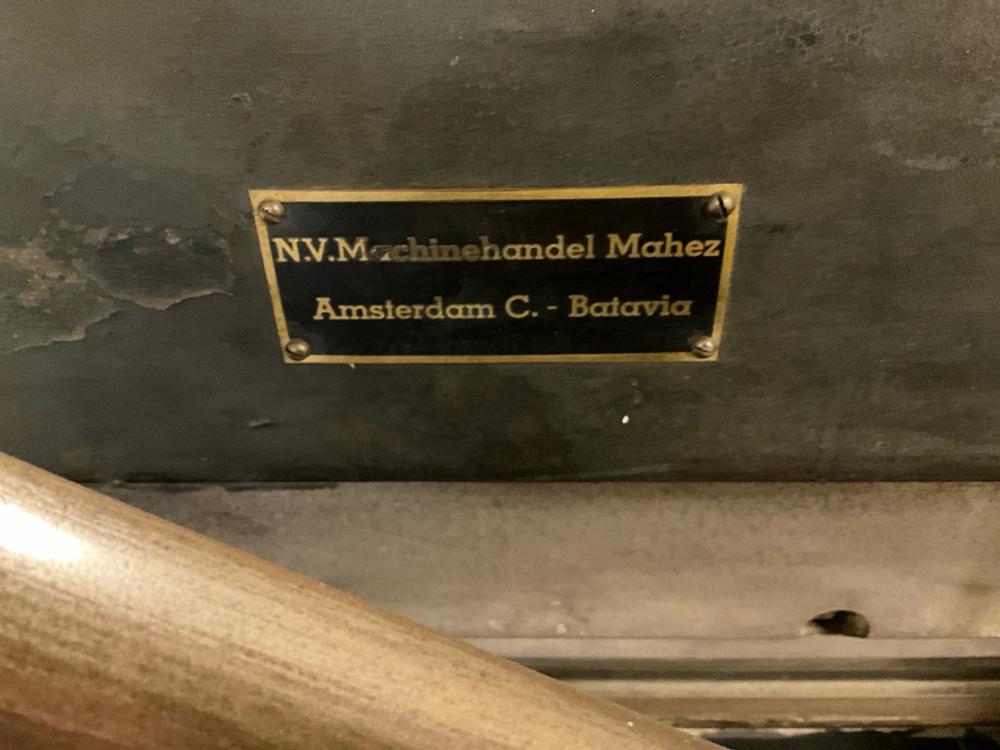 N.V. Machinehandel Mahez
Amsterdam C. - Batavia